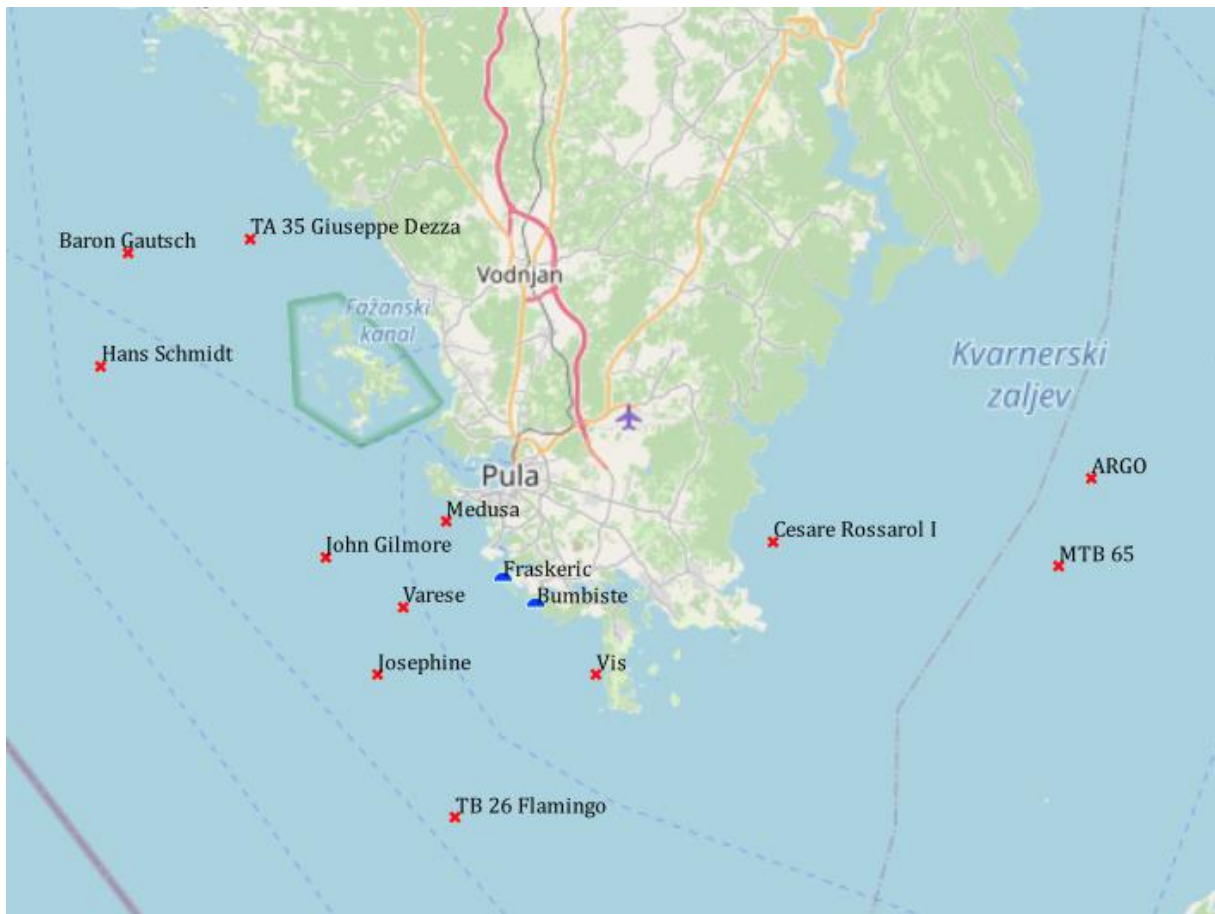 TA 35 Giuseppe Dezza
Baron Gautsch
Vodnjan
Fažanski
kanal
Hans Schmidt
Kvarnerski
zaljev
ARGO
Pula
Medusa
Cesare Rossarol I
John Gilmore
MTB 65
Fraskeric
Varese
Bumbiste
Josephine
Vis
TB 26 Flamingo